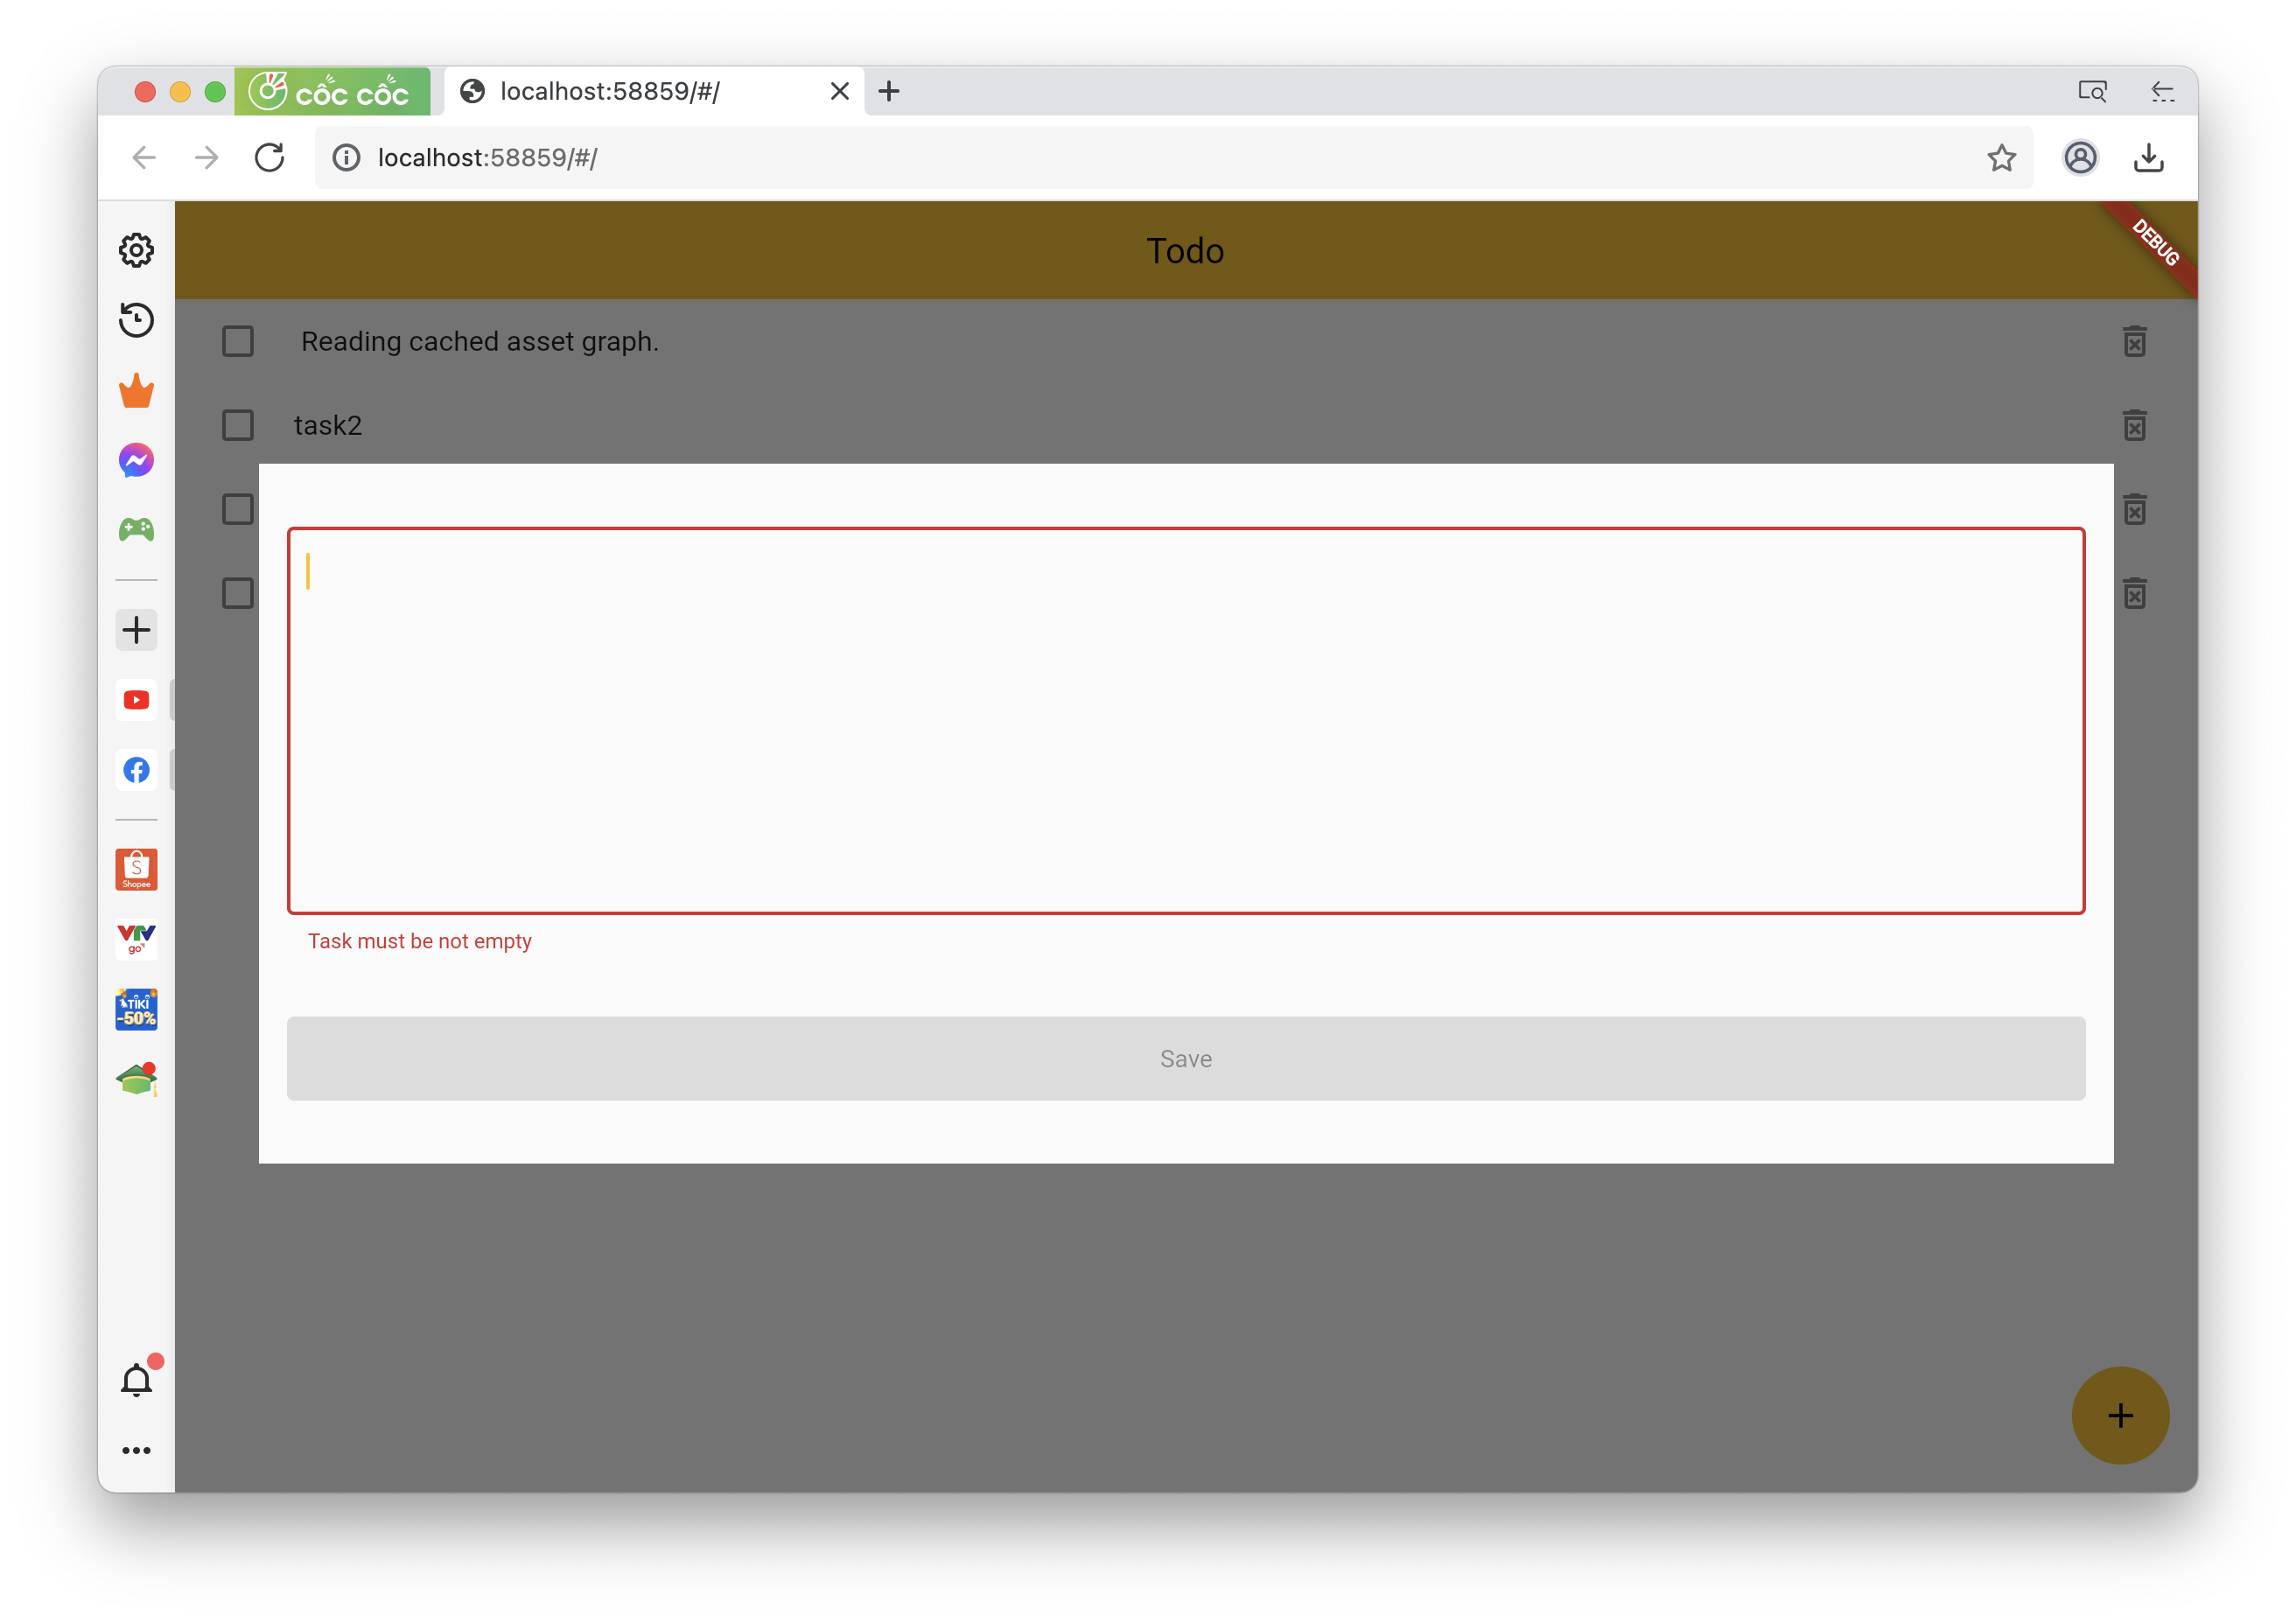 cốc cốc
localhost:58859/#/
localhost:58859/#/
Todo
DEBUG
Reading cached asset graph.
task2
Task must be not empty
Save
S
Shopee
VTV
go
TIKI
-50%